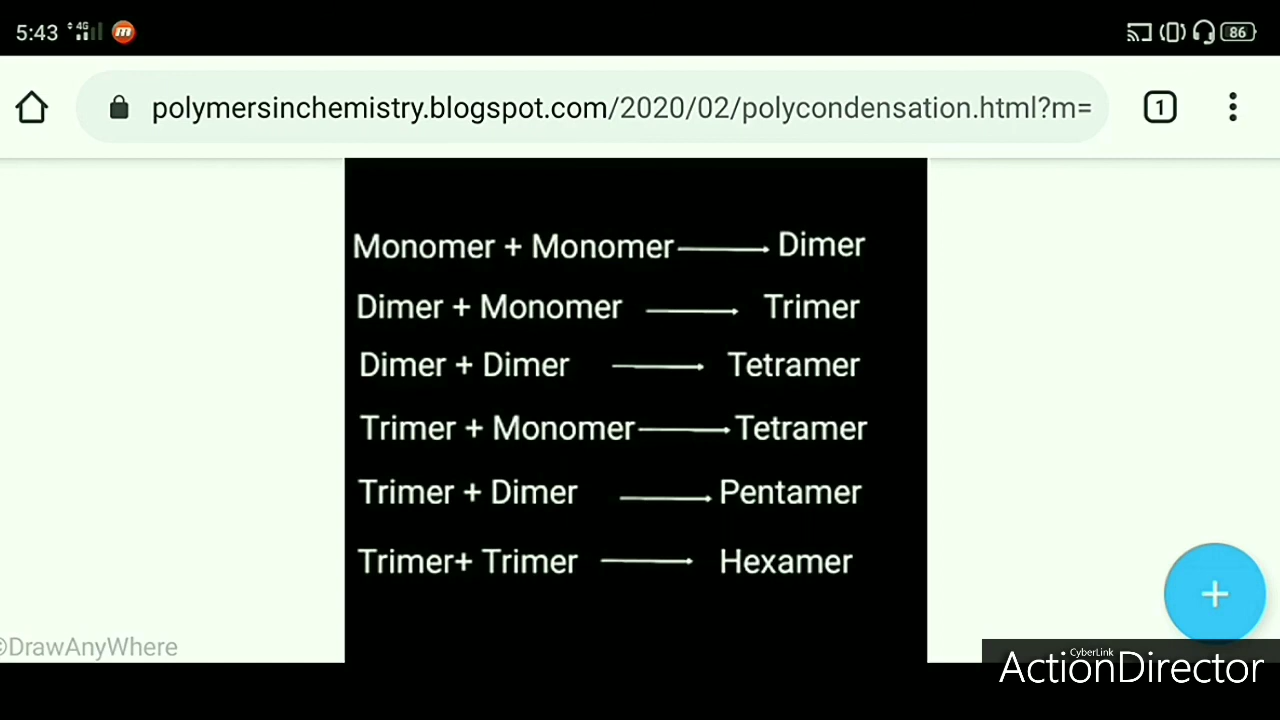 5:43 4G m 86
polymersinchemistry.blogspot.com/2020/02/polycondensation.html?m= 1
Monomer + Monomer → Dimer
Dimer + Monomer → Trimer
Dimer + Dimer → Tetramer
Trimer + Monomer → Tetramer
Trimer + Dimer → Pentamer
Trimer+ Trimer → Hexamer
+
©DrawAnyWhere
CyberLink
ActionDirector